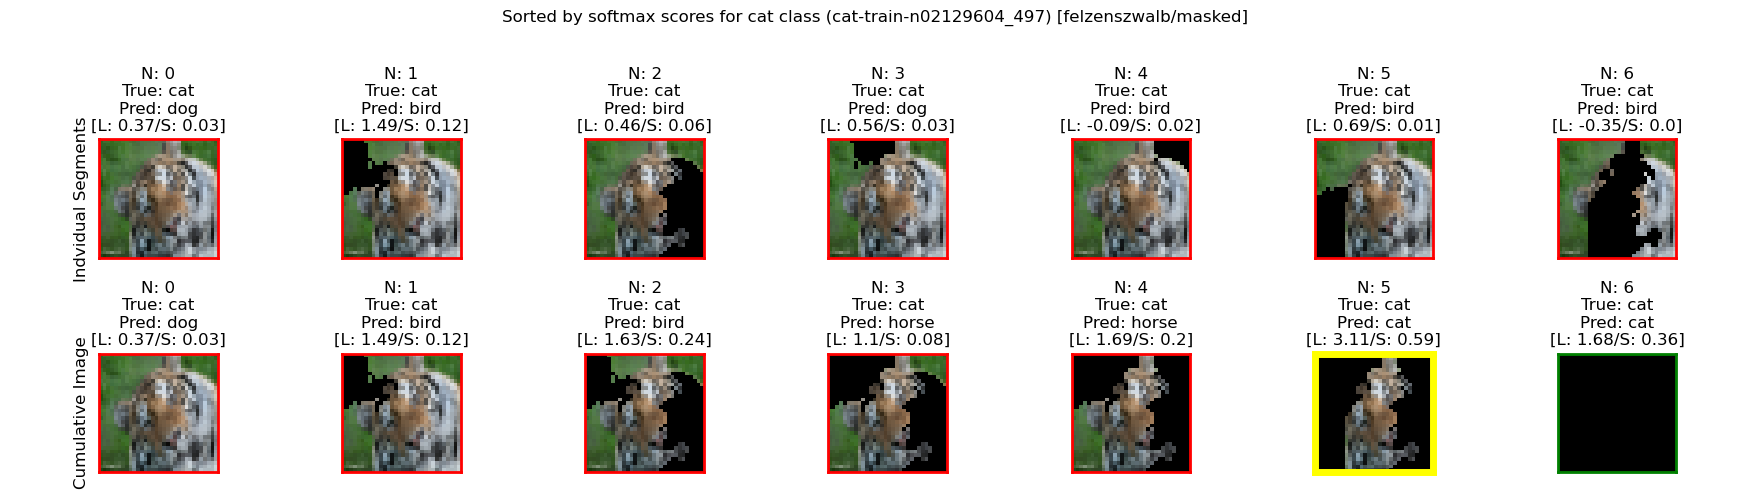 Sorted by softmax scores for cat class (cat-train-n02129604_497) [felzenszwalb/masked]
Indvidual Segments
N: 0
True: cat
Pred: dog
[L: 0.37/S: 0.03]
N: 1
True: cat
Pred: bird
[L: 1.49/S: 0.12]
N: 2
True: cat
Pred: bird
[L: 0.46/S: 0.06]
N: 3
True: cat
Pred: dog
[L: 0.56/S: 0.03]
N: 4
True: cat
Pred: bird
[L: -0.09/S: 0.02]
N: 5
True: cat
Pred: bird
[L: 0.69/S: 0.01]
N: 6
True: cat
Pred: bird
[L: -0.35/S: 0.0]
Cumulative Image
N: 0
True: cat
Pred: dog
[L: 0.37/S: 0.03]
N: 1
True: cat
Pred: bird
[L: 1.49/S: 0.12]
N: 2
True: cat
Pred: bird
[L: 1.63/S: 0.24]
N: 3
True: cat
Pred: horse
[L: 1.1/S: 0.08]
N: 4
True: cat
Pred: horse
[L: 1.69/S: 0.2]
N: 5
True: cat
Pred: cat
[L: 3.11/S: 0.59]
N: 6
True: cat
Pred: cat
[L: 1.68/S: 0.36]